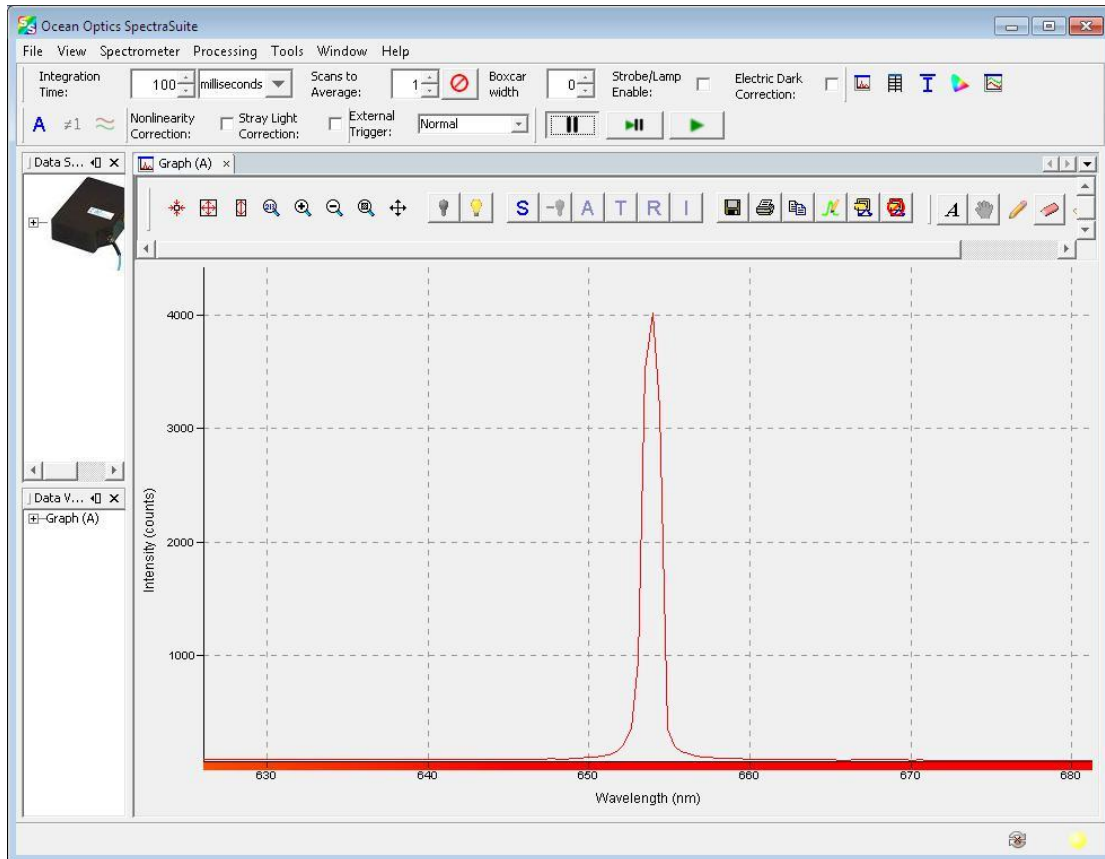 Ocean Optics SpectraSuite
File View Spectrometer Processing Tools Window Help
Integration Time: 100 milliseconds Scans to Average: 1 Boxcar width 0 Strobe/Lamp Enable: Electric Dark Correction:
A ≠1 Nonlinearity Correction: Stray Light Correction: External Trigger: Normal
Data S...
Graph (A)
S A T R I A
4000
3000
2000
1000
Intensity (counts)
630 640 650 660 670 680
Wavelength (nm)
Data V...
Graph (A)